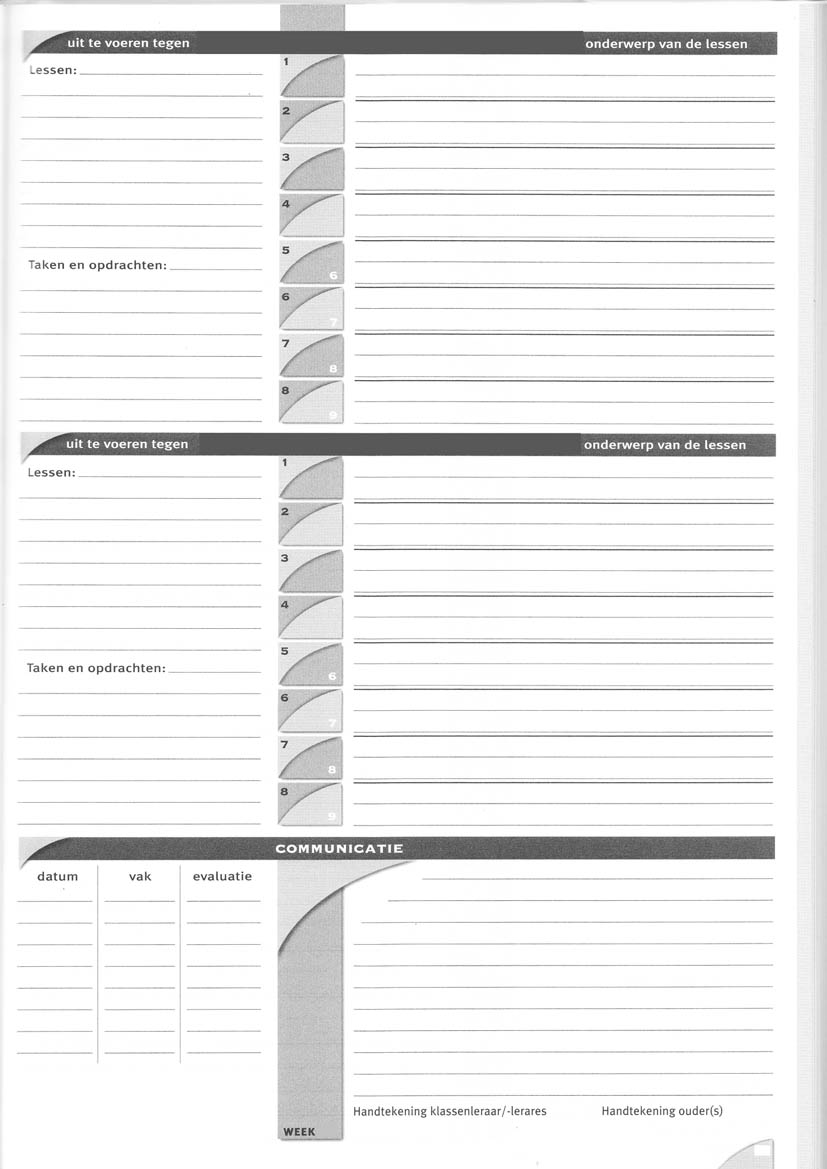 uit te voeren tegen onderwerp van de lessen
Lessen:
1
2
3
4
5
6
Taken en opdrachten:
6
7
7
8
8
9
uit te voeren tegen onderwerp van de lessen
Lessen:
1
2
3
4
5
6
Taken en opdrachten:
6
7
7
8
8
9
COMMUNICATIE
datum vak evaluatie
Handtekening klassenleraar/-lerares Handtekening ouder(s)
WEEK